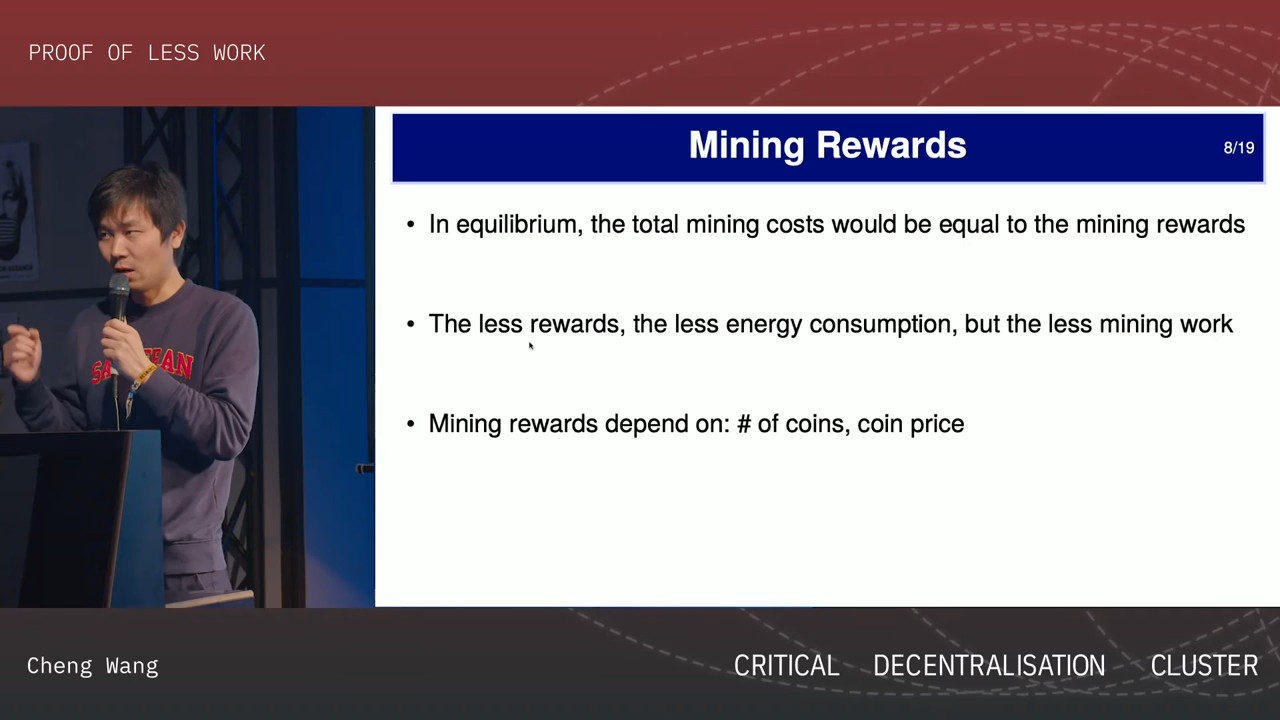 PROOF OF LESS WORK
Mining Rewards
8/19
• In equilibrium, the total mining costs would be equal to the mining rewards
• The less rewards, the less energy consumption, but the less mining work
• Mining rewards depend on: # of coins, coin price
Cheng Wang
CRITICAL DECENTRALISATION CLUSTER